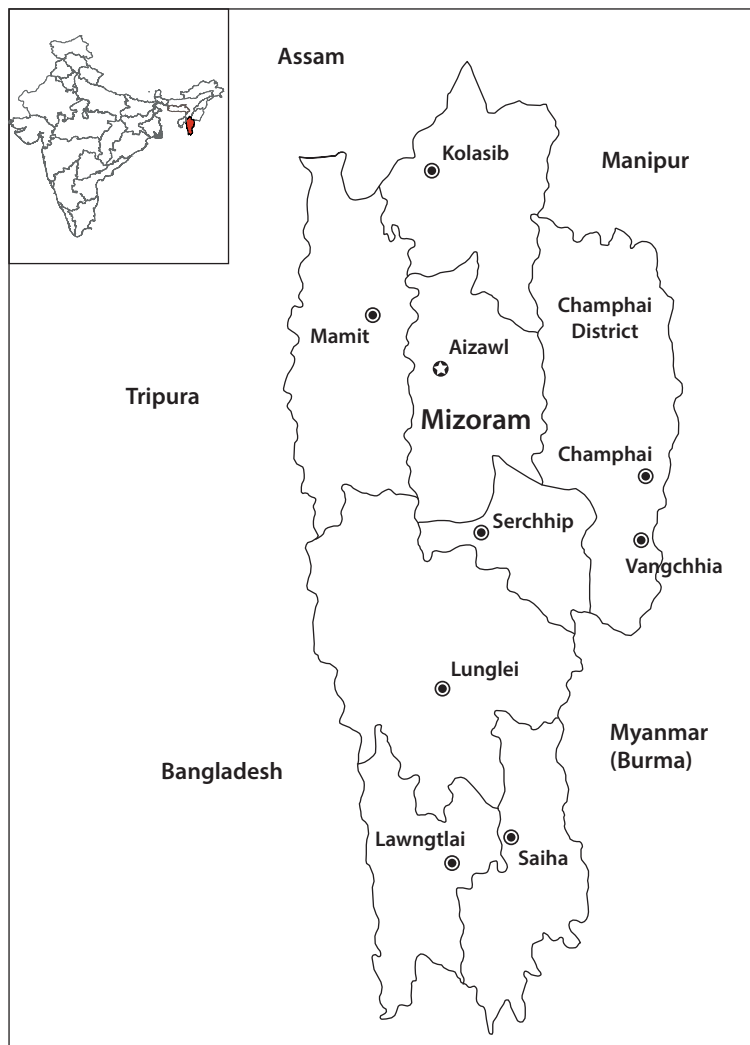 Assam
Kolasib
Manipur
Champhai
District
Mamit
Aizawl
Tripura
Mizoram
Champhai
Serchhip
Vangchhia
Lunglei
Myanmar
(Burma)
Bangladesh
Lawngtlai
Saiha